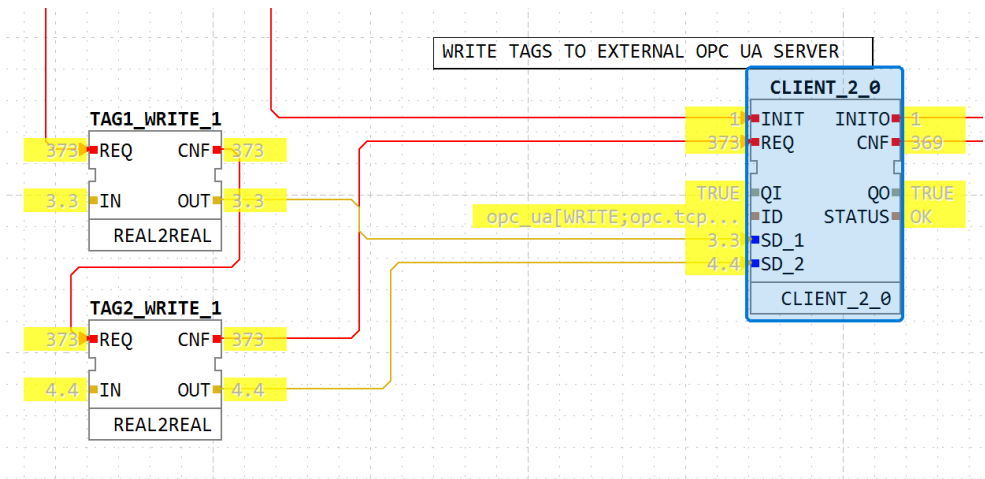 WRITE TAGS TO EXTERNAL OPC UA SERVER
CLIENT_2_0
1 INIT INITO 1
373 REQ CNF 369
TRUE QI QO TRUE
opc_ua[WRITE;opc.tcp... ID STATUS OK
3.3 SD_1
4.4 SD_2
CLIENT_2_0
TAG1_WRITE_1
373 REQ CNF 373
3.3 IN OUT 3.3
REAL2REAL
TAG2_WRITE_1
373 REQ CNF 373
4.4 IN OUT 4.4
REAL2REAL